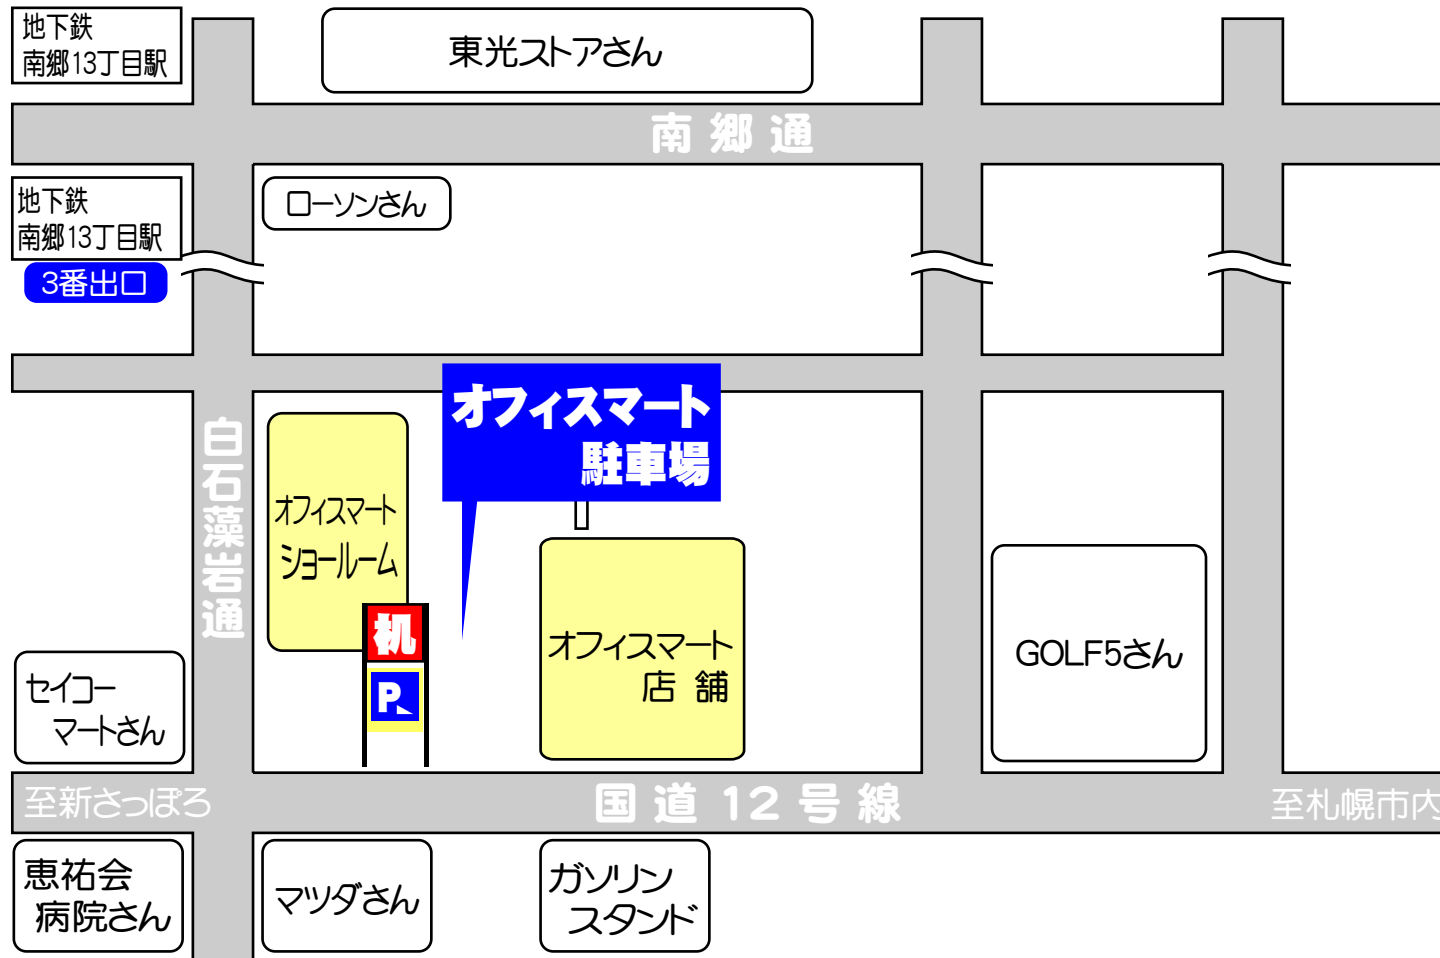 地下鉄
南郷13丁目駅
東光ストアさん
南郷通
地下鉄
南郷13丁目駅
3番出口
ローソンさん
白石藻岩通
オフィスマート
ショールーム
オフィスマート
駐車場
机
P
オフィスマート
店舗
GOLF5さん
セイコー
マートさん
至新さっぽろ
国道12号線
至札幌市内
恵祐会
病院さん
マツダさん
ガソリン
スタンド